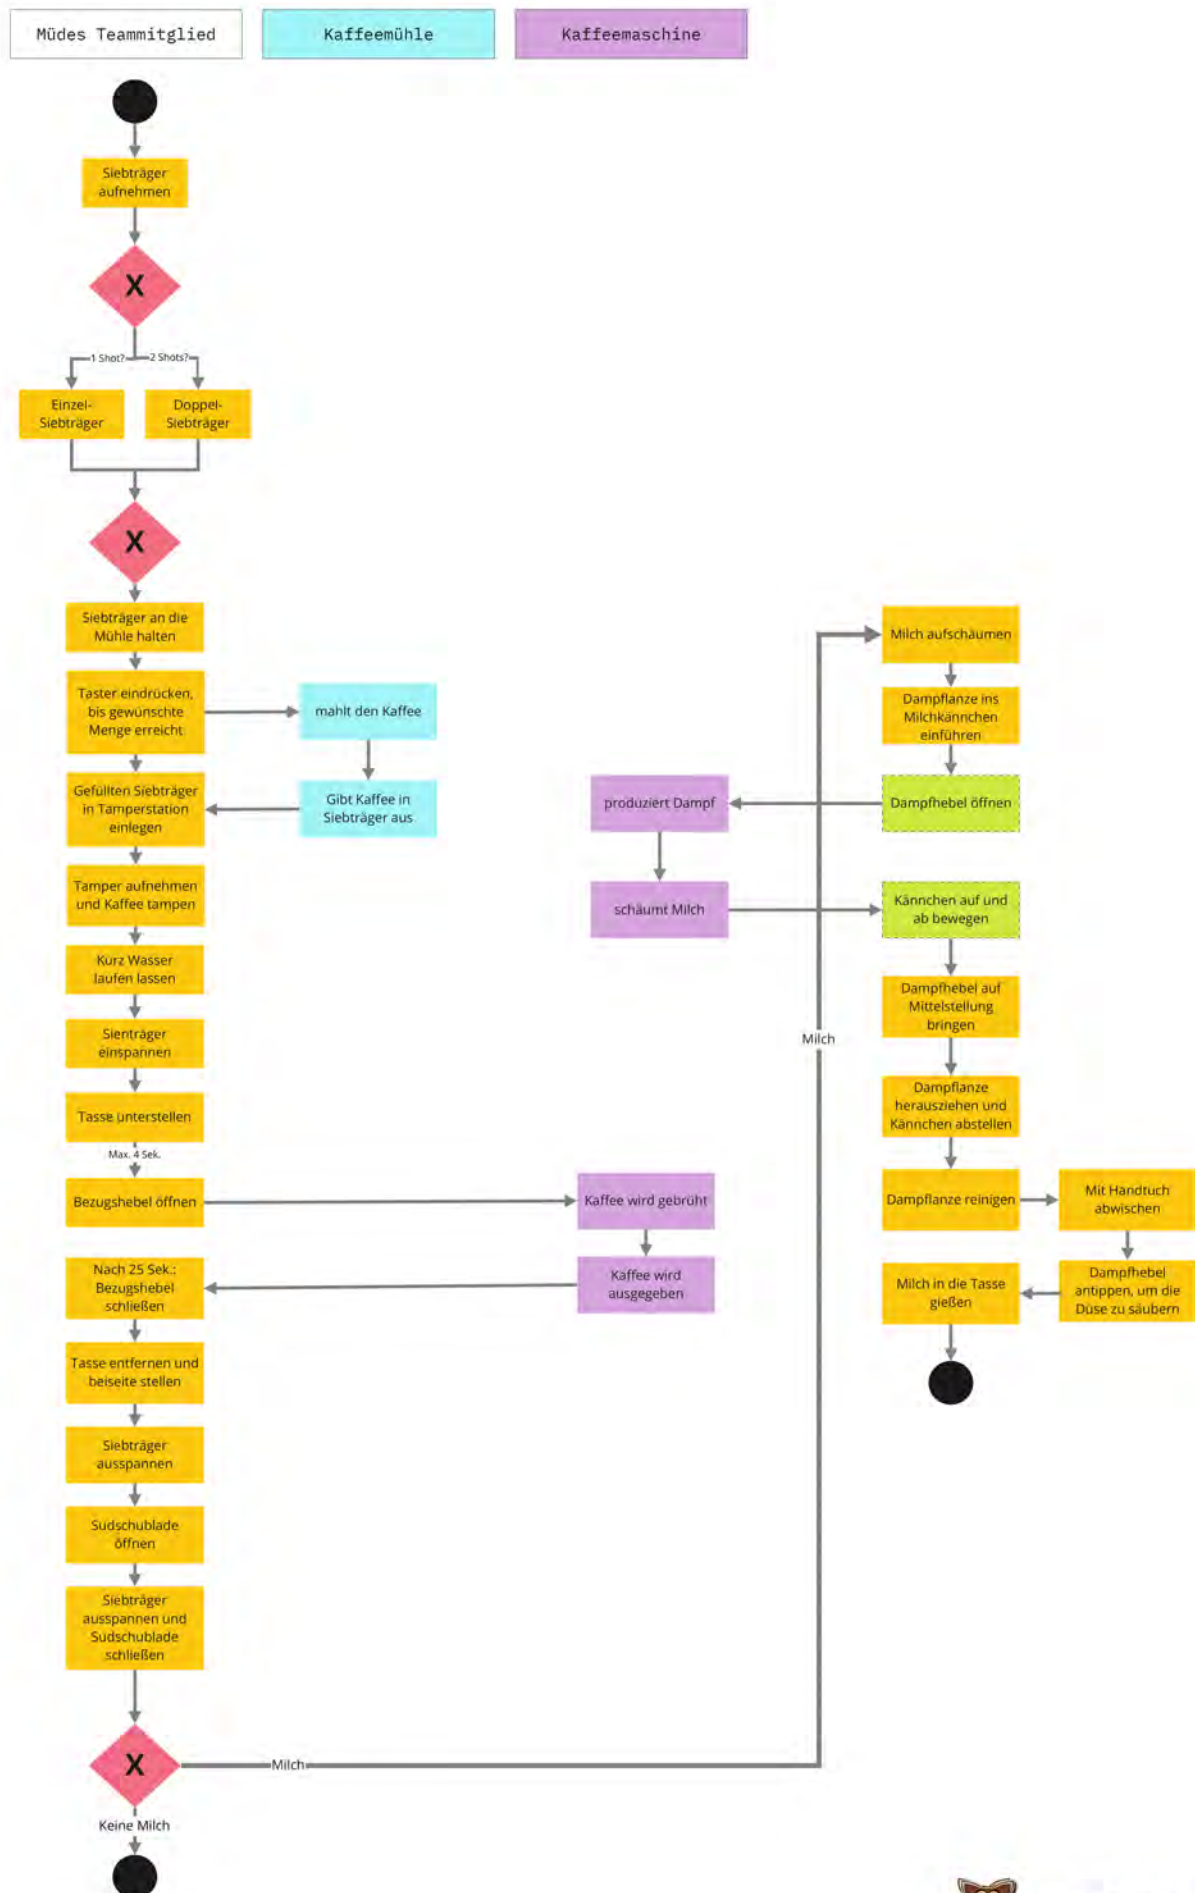 Müdes Teammitglied
Kaffeemühle
Kaffeemaschine
Siebträger
aufnehmen
X
1 Shot?
2 Shots?
Einzel-
Siebträger
Doppel-
Siebträger
X
Siebträger an die
Mühle halten
Taster eindrücken,
bis gewünschte
Menge erreicht
mahlt den Kaffee
Gibt Kaffee in
Siebträger aus
Gefüllten Siebträger
in Tamperstation
einlegen
Tamper aufnehmen
und Kaffee tampen
Kurz Wasser
laufen lassen
Sienträger
einspannen
Tasse unterstellen
Max. 4 Sek.
Bezugshebel öffnen
Kaffee wird gebrüht
Kaffee wird
ausgegeben
Nach 25 Sek.:
Bezugshebel
schließen
Tasse entfernen und
beiseite stellen
Siebträger
ausspannen
Sudschublade
öffnen
Siebträger
ausspannen und
Sudschublade
schließen
X
Milch
Keine Milch
Milch
Milch aufschäumen
Dampflanze ins
Milchkännchen
einführen
Dampfhebel öffnen
produziert Dampf
schäumt Milch
Kännchen auf und
ab bewegen
Dampfhebel auf
Mittelstellung
bringen
Dampflanze
herausziehen und
Kännchen abstellen
Dampflanze reinigen
Mit Handtuch
abwischen
Dampfhebel
antippen, um die
Düse zu säubern
Milch in die Tasse
gießen